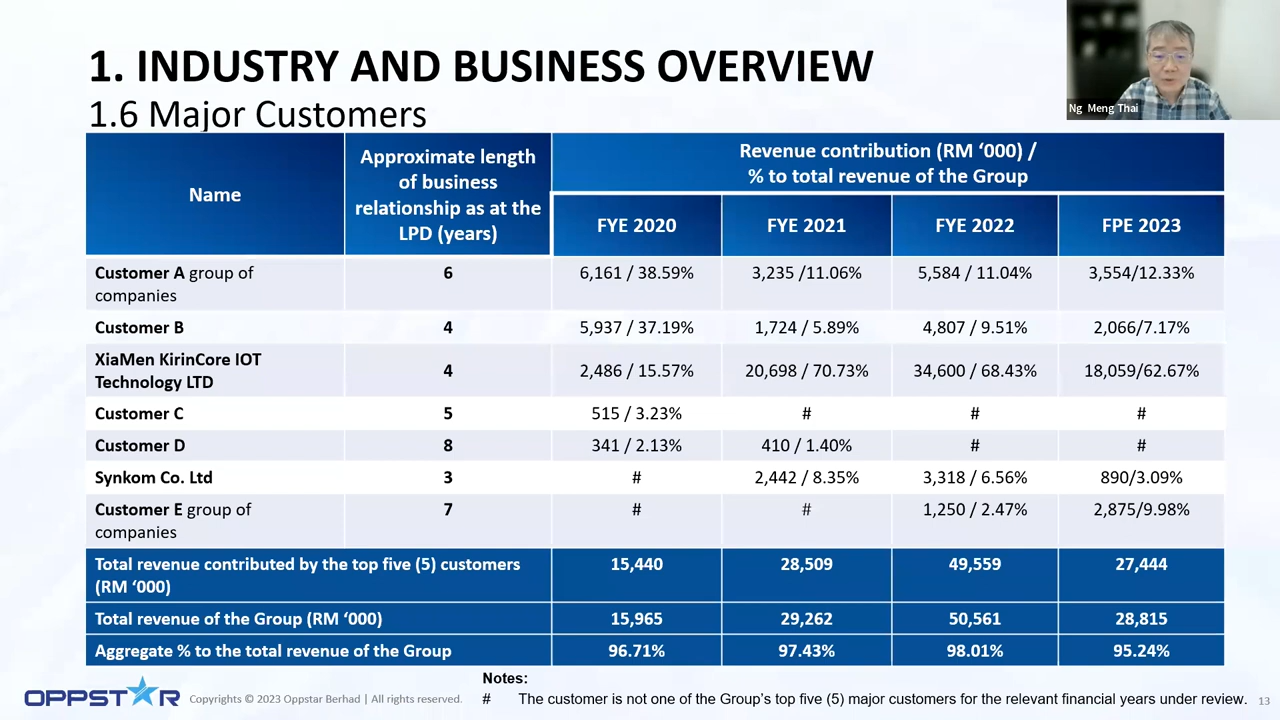 1. INDUSTRY AND BUSINESS OVERVIEW
1.6 Major Customers
Ng Meng Thai
Name
Approximate length
of business
relationship as at the
LPD (years)
Revenue contribution (RM ‘000) /
% to total revenue of the Group
FYE 2020 FYE 2021 FYE 2022 FPE 2023
Customer A group of
companies
6 6,161 / 38.59% 3,235 /11.06% 5,584 / 11.04% 3,554/12.33%
Customer B 4 5,937 / 37.19% 1,724 / 5.89% 4,807 / 9.51% 2,066/7.17%
XiaMen KirinCore IOT
Technology LTD
4 2,486 / 15.57% 20,698 / 70.73% 34,600 / 68.43% 18,059/62.67%
Customer C 5 515 / 3.23% # # #
Customer D 8 341 / 2.13% 410 / 1.40% # #
Synkom Co. Ltd 3 # 2,442 / 8.35% 3,318 / 6.56% 890/3.09%
Customer E group of
companies
7 # # 1,250 / 2.47% 2,875/9.98%
Total revenue contributed by the top five (5) customers
(RM ‘000)
15,440 28,509 49,559 27,444
Total revenue of the Group (RM ‘000) 15,965 29,262 50,561 28,815
Aggregate % to the total revenue of the Group 96.71% 97.43% 98.01% 95.24%
Notes:
# The customer is not one of the Group’s top five (5) major customers for the relevant financial years under review.
OPPSTAR
Copyrights © 2023 Oppstar Berhad | All rights reserved.
13